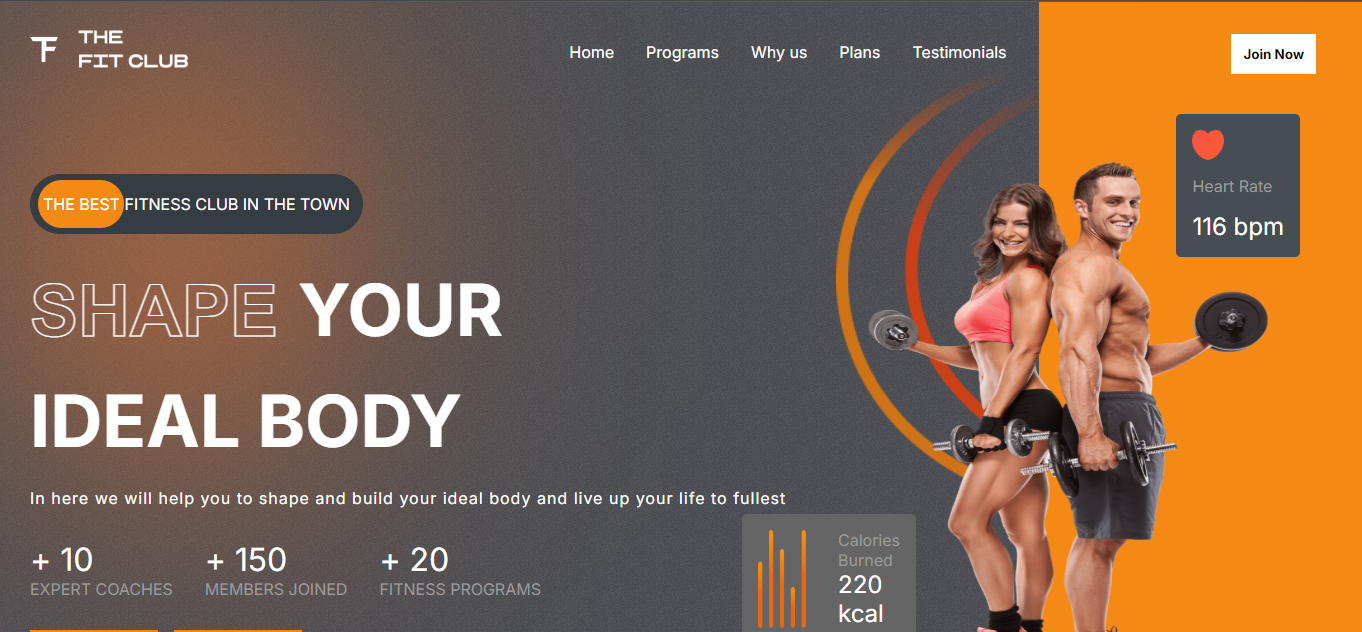 THE
FIT CLUB
Home
Programs
Why us
Plans
Testimonials
Join Now
Heart Rate
116 bpm
THE BEST FITNESS CLUB IN THE TOWN
SHAPE YOUR
IDEAL BODY
In here we will help you to shape and build your ideal body and live up your life to fullest
+ 10
EXPERT COACHES
+ 150
MEMBERS JOINED
+ 20
FITNESS PROGRAMS
Calories
Burned
220
kcal